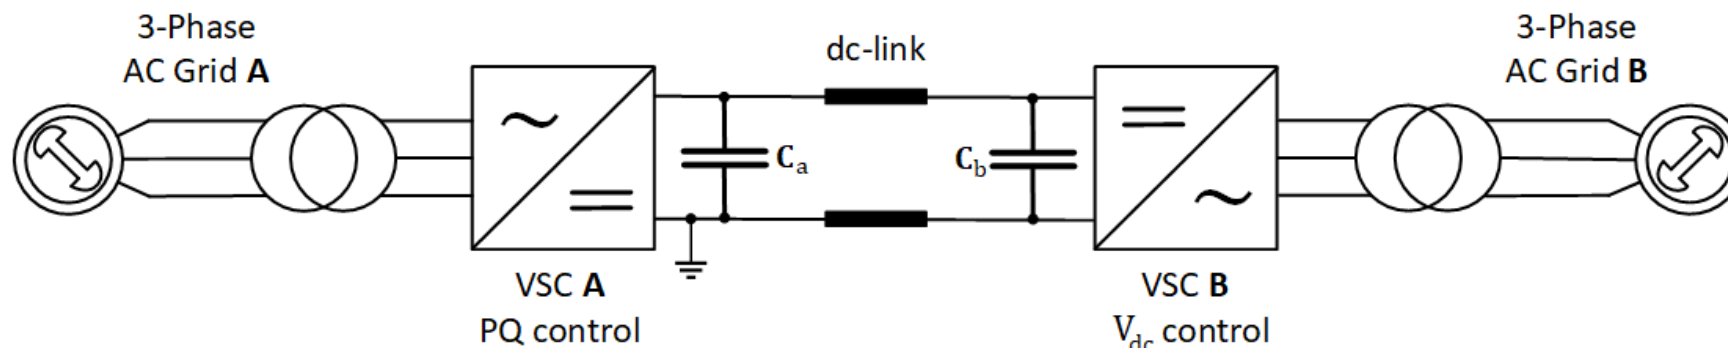 3-Phase
AC Grid A
dc-link
3-Phase
AC Grid B
Ca
Cb
VSC A
PQ control
VSC B
Vdc control